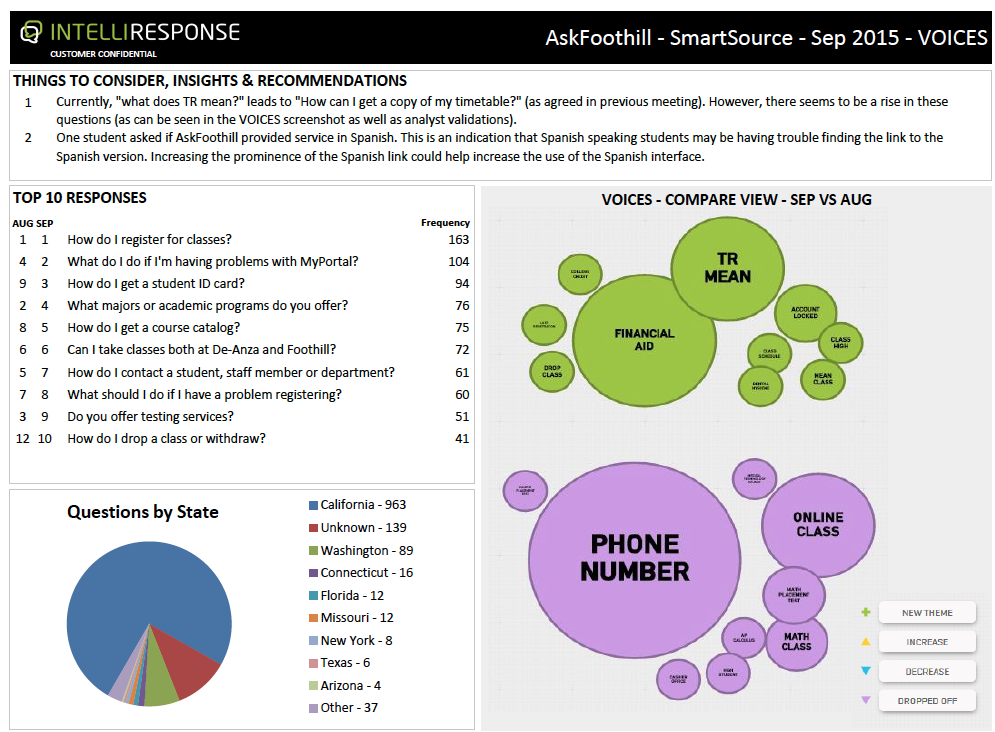 INTELLIRESPONSE
CUSTOMER CONFIDENTIAL
AskFoothill - SmartSource - Sep 2015 - VOICES
THINGS TO CONSIDER, INSIGHTS & RECOMMENDATIONS
1 Currently, "what does TR mean?" leads to "How can I get a copy of my timetable?" (as agreed in previous meeting). However, there seems to be a rise in these
questions (as can be seen in the VOICES screenshot as well as analyst validations).
2 One student asked if AskFoothill provided service in Spanish. This is an indication that Spanish speaking students may be having trouble finding the link to the
Spanish version. Increasing the prominence of the Spanish link could help increase the use of the Spanish interface.
TOP 10 RESPONSES
AUG SEP Frequency
1 1 How do I register for classes? 163
4 2 What do I do if I'm having problems with MyPortal? 104
9 3 How do I get a student ID card? 94
2 4 What majors or academic programs do you offer? 76
8 5 How do I get a course catalog? 75
6 6 Can I take classes both at De-Anza and Foothill? 72
5 7 How do I contact a student, staff member or department? 61
7 8 What should I do if I have a problem registering? 60
3 9 Do you offer testing services? 51
12 10 How do I drop a class or withdraw? 41
Questions by State
California - 963
Unknown - 139
Washington - 89
Connecticut - 16
Florida - 12
Missouri - 12
New York - 8
Texas - 6
Arizona - 4
Other - 37
VOICES - COMPARE VIEW - SEP VS AUG
TR
MEAN
COLLEGE
CREDIT
FINANCIAL
AID
ACCOUNT
LOCKED
CLASS
HIGH
CLASS
SCHEDULE
DROP
CLASS
MEAN
CLASS
DENTAL
HYGIENE
PHONE
NUMBER
ONLINE
CLASS
MATH
PLACEMENT
TEST
AP
CALCULUS
MATH
CLASS
HIGH
STUDENT
CASHIER
OFFICE
NEW THEME
INCREASE
DECREASE
DROPPED OFF